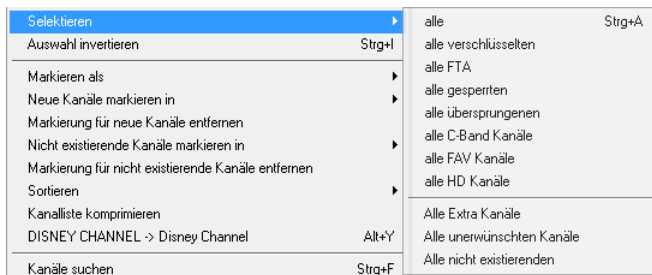 Selektieren
Auswahl invertieren Strg+I
Markieren als
Neue Kanäle markieren in
Markierung für neue Kanäle entfernen
Nicht existierende Kanäle markieren in
Markierung für nicht existierende Kanäle entfernen
Sortieren
Kanalliste komprimieren
DISNEY CHANNEL -> Disney Channel Alt+Y
Kanäle suchen Strg+F
alle Strg+A
alle verschlüsselten
alle FTA
alle gesperrten
alle übersprungenen
alle C-Band Kanäle
alle FAV Kanäle
alle HD Kanäle
Alle Extra Kanäle
Alle unerwünschten Kanäle
Alle nicht existierenden